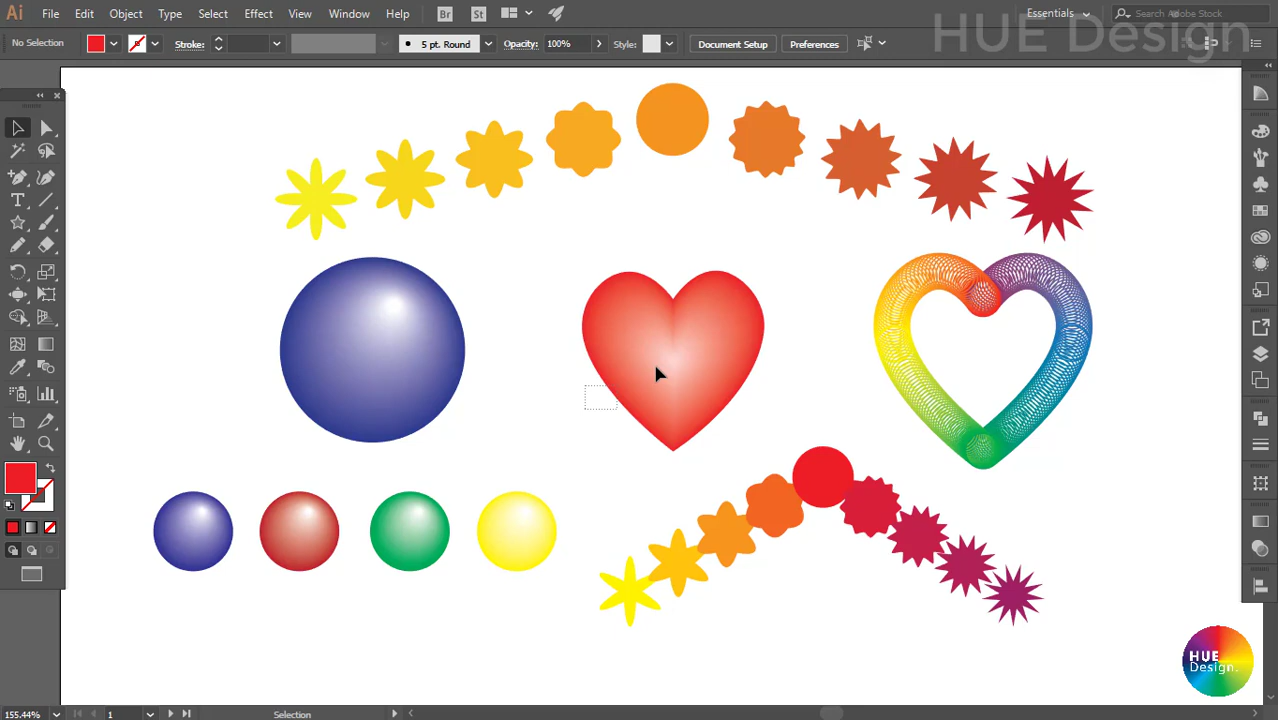 Ai File Edit Object Type Select Effect View Window Help Br St Essentials Search Adobe Stock
HUE Design
No Selection Stroke: 5 pt. Round Opacity: 100% Style: Document Setup Preferences
HUE
Design.
155.44% 1 Selection